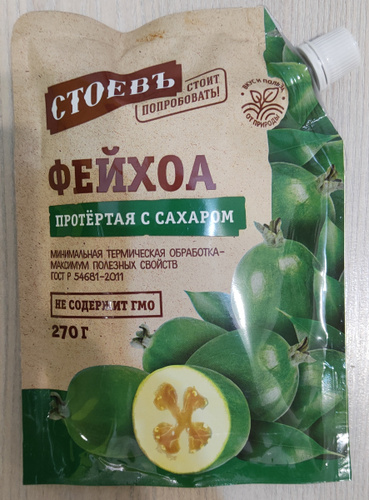 СТОЕВЪ
СТОИТ
ПОПРОБОВАТЬ!
ВКУС И ПОЛЬЗА
ОТ ПРИРОДЫ
ФЕЙХОА
ПРОТЁРТАЯ С САХАРОМ
МИНИМАЛЬНАЯ ТЕРМИЧЕСКАЯ ОБРАБОТКА-
МАКСИМУМ ПОЛЕЗНЫХ СВОЙСТВ
ГОСТ Р 54681-2011
НЕ СОДЕРЖИТ ГМО
270 Г